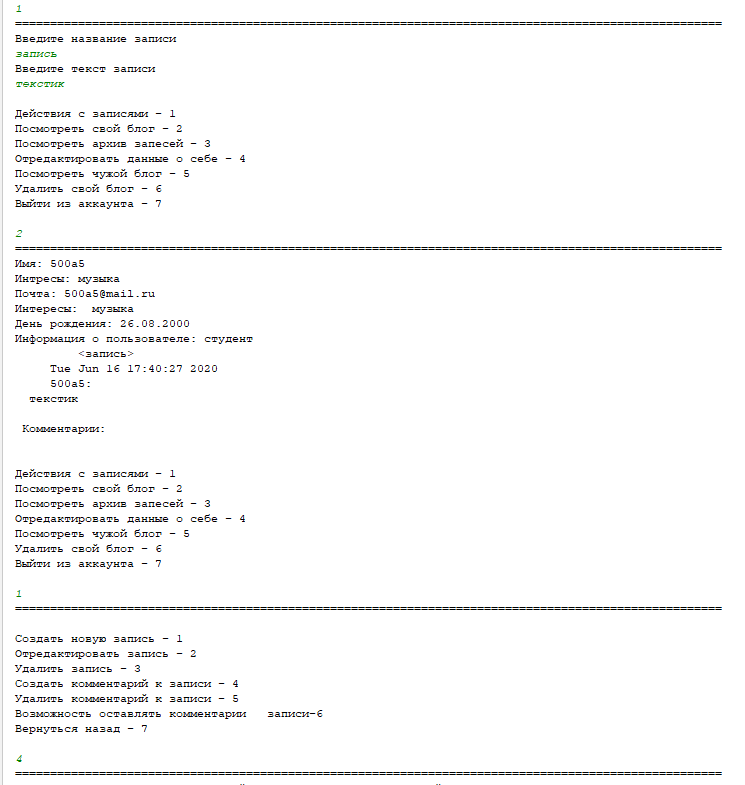 1
=====================================================================================================
Введите название записи
запись
Введите текст записи
текстик
Действия с записями - 1
Посмотреть свой блог - 2
Посмотреть архив запесей - 3
Отредактировать данные о себе - 4
Посмотреть чужой блог - 5
Удалить свой блог - 6
Выйти из аккаунта - 7
2
=====================================================================================================
Имя: 500a5
Интресы: музыка
Почта: 500a5@mail.ru
Интересы:  музыка
День рождения: 26.08.2000
Информация о пользователе: студент
<запись>
Tue Jun 16 17:40:27 2020
500a5:
текстик
Комментарии:
Действия с записями - 1
Посмотреть свой блог - 2
Посмотреть архив запесей - 3
Отредактировать данные о себе - 4
Посмотреть чужой блог - 5
Удалить свой блог - 6
Выйти из аккаунта - 7
1
=====================================================================================================
Создать новую запись - 1
Отредактировать запись - 2
Удалить запись - 3
Создать комментарий к записи - 4
Удалить комментарий к записи - 5
Возможность оставлять комментарии   записи-6
Вернуться назад - 7
4
=====================================================================================================